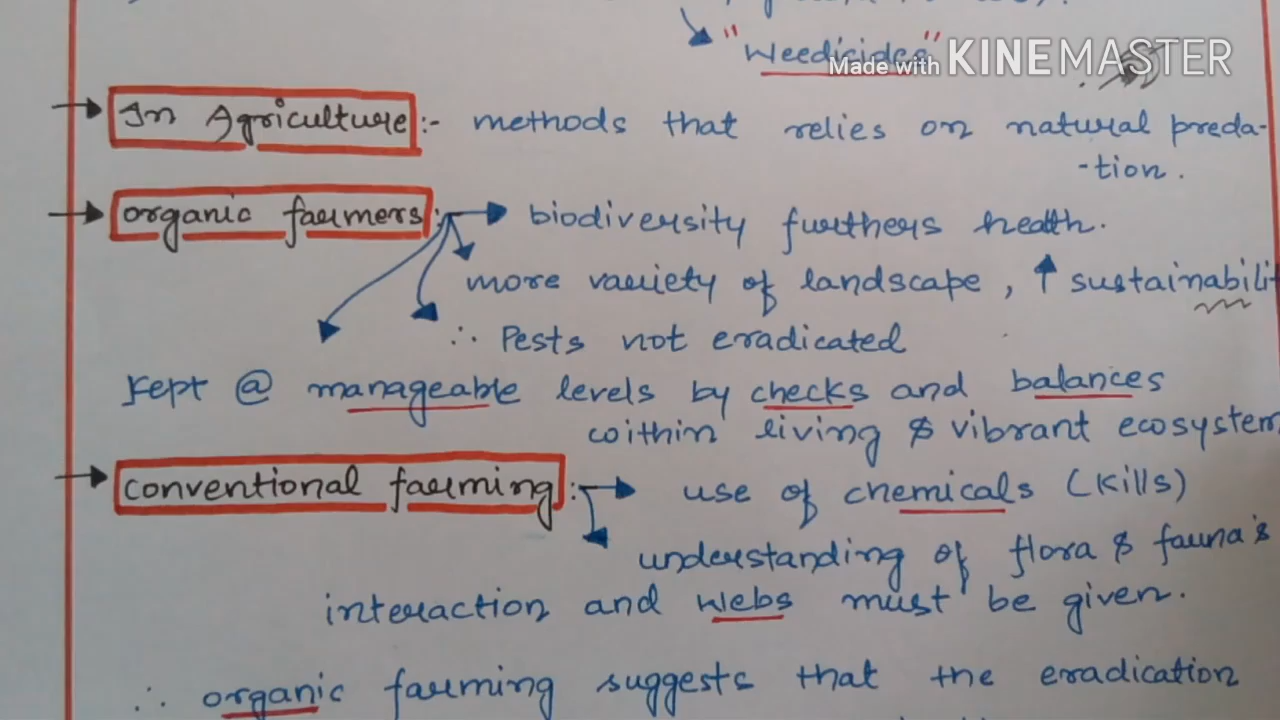 "Weedicides"
Made with KINEMASTER
In Agriculture :- methods that relies on natural preda-
-tion.
organic farmers : biodiversity furthers health.
more variety of landscape, ↑ sustainabilit
∴ Pests not eradicated
Kept @ manageable levels by checks and balances
within living & vibrant ecosystem
conventional farming : use of chemicals (Kills)
understanding of flora & fauna's
interaction and webs must be given.
∴ organic farming suggests that the eradication